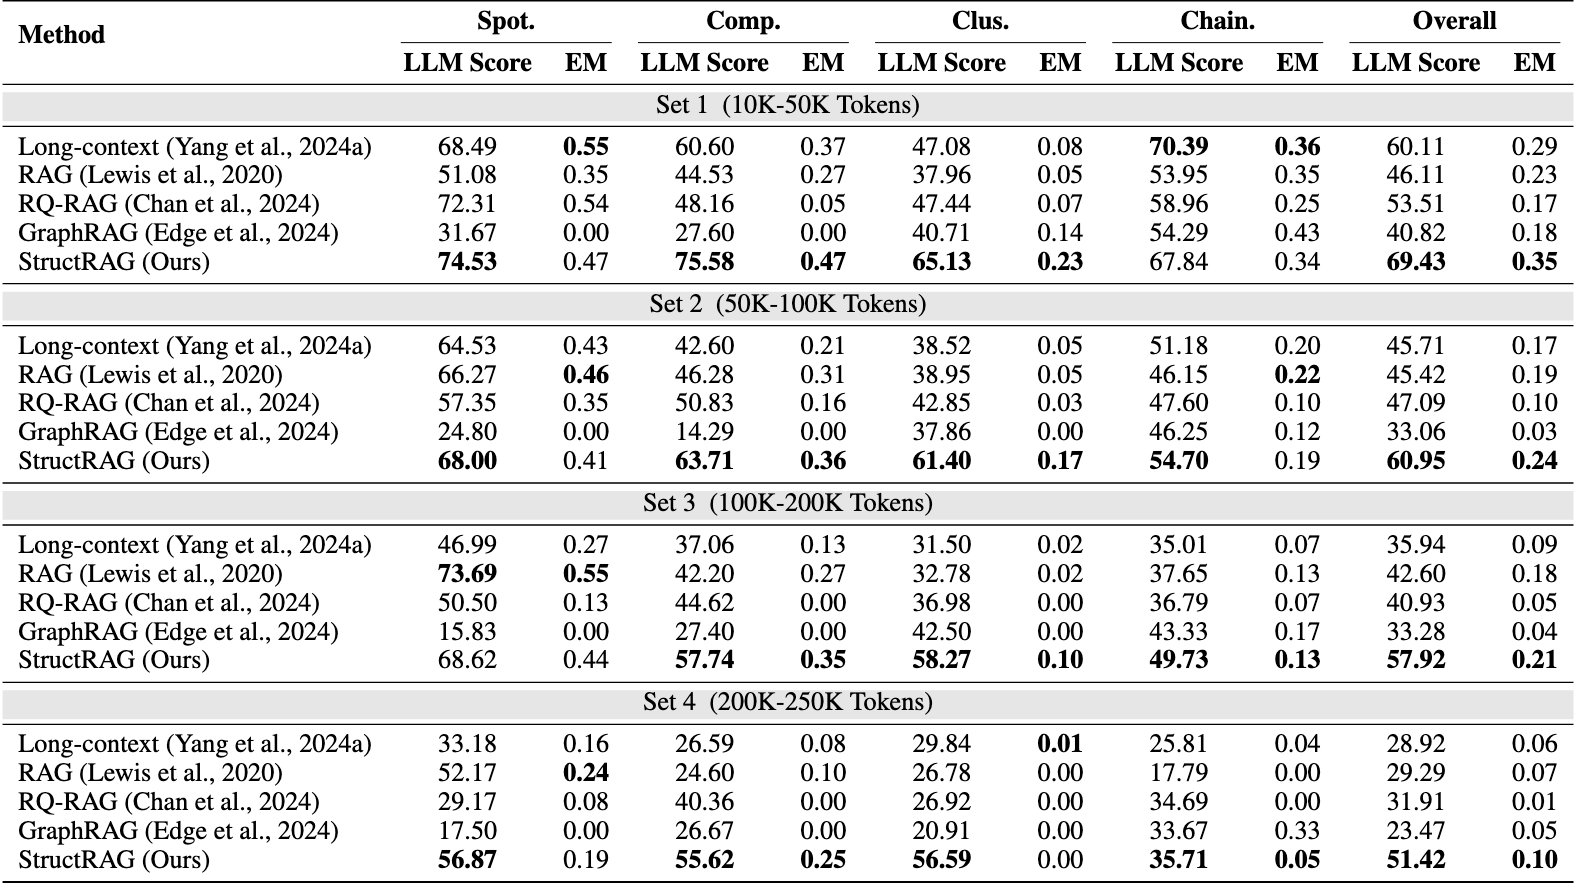 Method Spot. Comp. Clus. Chain. Overall
LLM Score EM LLM Score EM LLM Score EM LLM Score EM LLM Score EM
Set 1 (10K-50K Tokens)
Long-context (Yang et al., 2024a) 68.49 0.55 60.60 0.37 47.08 0.08 70.39 0.36 60.11 0.29
RAG (Lewis et al., 2020) 51.08 0.35 44.53 0.27 37.96 0.05 53.95 0.35 46.11 0.23
RQ-RAG (Chan et al., 2024) 72.31 0.54 48.16 0.05 47.44 0.07 58.96 0.25 53.51 0.17
GraphRAG (Edge et al., 2024) 31.67 0.00 27.60 0.00 40.71 0.14 54.29 0.43 40.82 0.18
StructRAG (Ours) 74.53 0.47 75.58 0.47 65.13 0.23 67.84 0.34 69.43 0.35
Set 2 (50K-100K Tokens)
Long-context (Yang et al., 2024a) 64.53 0.43 42.60 0.21 38.52 0.05 51.18 0.20 45.71 0.17
RAG (Lewis et al., 2020) 66.27 0.46 46.28 0.31 38.95 0.05 46.15 0.22 45.42 0.19
RQ-RAG (Chan et al., 2024) 57.35 0.35 50.83 0.16 42.85 0.03 47.60 0.10 47.09 0.10
GraphRAG (Edge et al., 2024) 24.80 0.00 14.29 0.00 37.86 0.00 46.25 0.12 33.06 0.03
StructRAG (Ours) 68.00 0.41 63.71 0.36 61.40 0.17 54.70 0.19 60.95 0.24
Set 3 (100K-200K Tokens)
Long-context (Yang et al., 2024a) 46.99 0.27 37.06 0.13 31.50 0.02 35.01 0.07 35.94 0.09
RAG (Lewis et al., 2020) 73.69 0.55 42.20 0.27 32.78 0.02 37.65 0.13 42.60 0.18
RQ-RAG (Chan et al., 2024) 50.50 0.13 44.62 0.00 36.98 0.00 36.79 0.07 40.93 0.05
GraphRAG (Edge et al., 2024) 15.83 0.00 27.40 0.00 42.50 0.00 43.33 0.17 33.28 0.04
StructRAG (Ours) 68.62 0.44 57.74 0.35 58.27 0.10 49.73 0.13 57.92 0.21
Set 4 (200K-250K Tokens)
Long-context (Yang et al., 2024a) 33.18 0.16 26.59 0.08 29.84 0.01 25.81 0.04 28.92 0.06
RAG (Lewis et al., 2020) 52.17 0.24 24.60 0.10 26.78 0.00 17.79 0.00 29.29 0.07
RQ-RAG (Chan et al., 2024) 29.17 0.08 40.36 0.00 26.92 0.00 34.69 0.00 31.91 0.01
GraphRAG (Edge et al., 2024) 17.50 0.00 26.67 0.00 20.91 0.00 33.67 0.33 23.47 0.05
StructRAG (Ours) 56.87 0.19 55.62 0.25 56.59 0.00 35.71 0.05 51.42 0.10